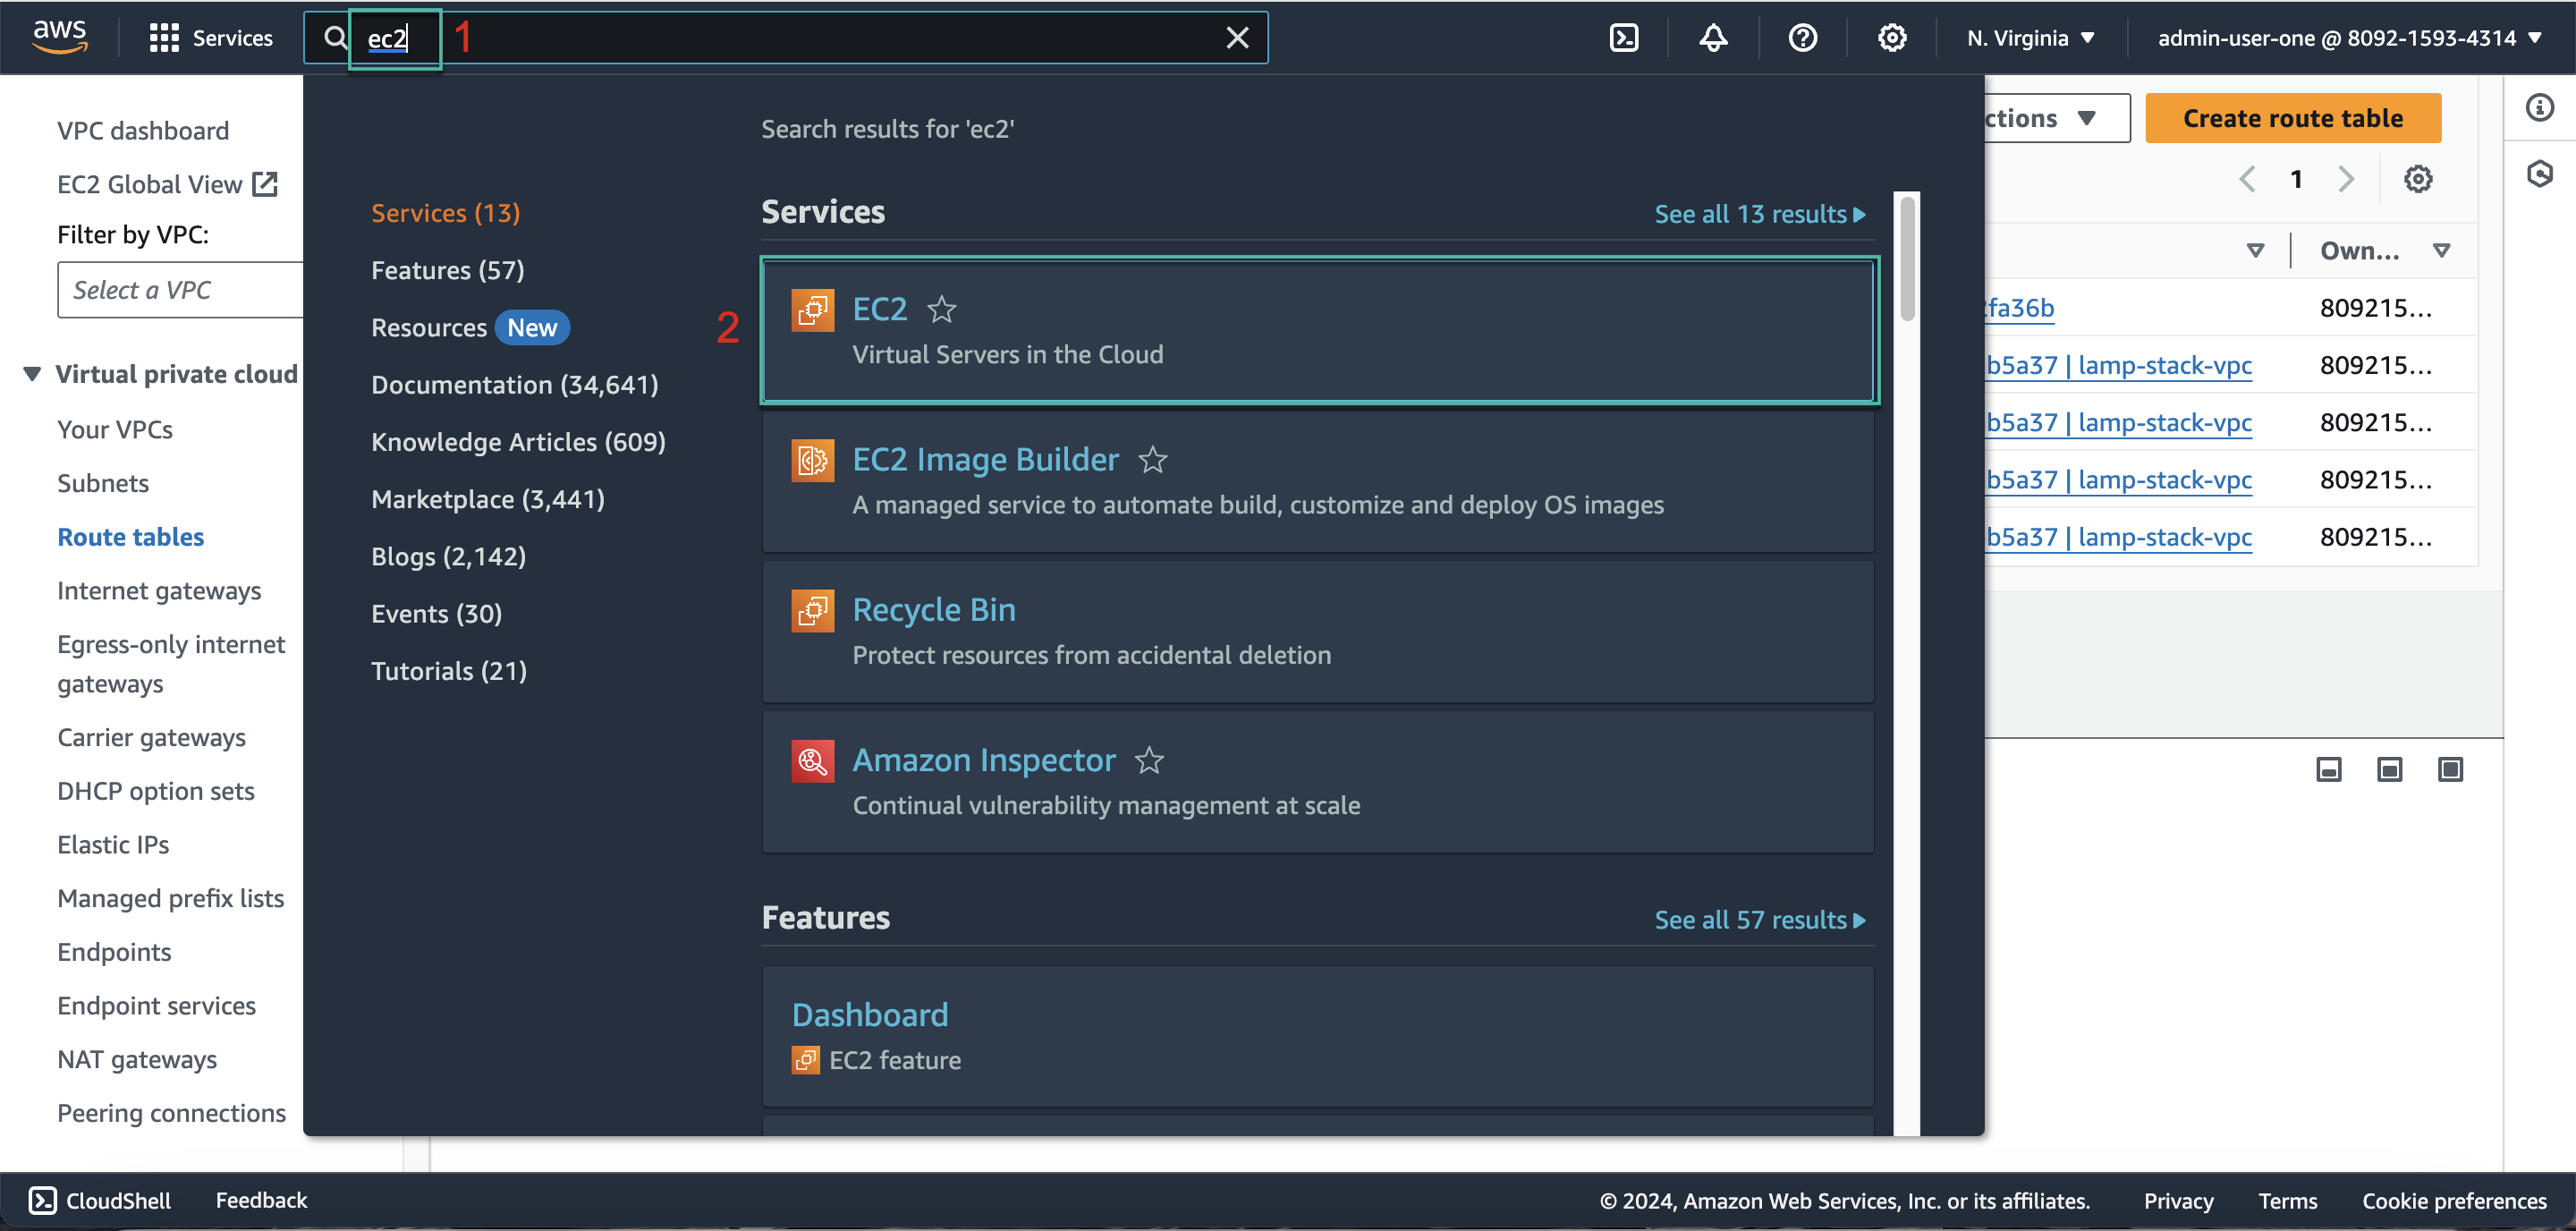 aws
Services
ec2
1
N. Virginia
admin-user-one @ 8092-1593-4314
VPC dashboard
EC2 Global View
Filter by VPC:
Select a VPC
Virtual private cloud
Your VPCs
Subnets
Route tables
Internet gateways
Egress-only internet
gateways
Carrier gateways
DHCP option sets
Elastic IPs
Managed prefix lists
Endpoints
Endpoint services
NAT gateways
Peering connections
Search results for 'ec2'
Services (13)
Features (57)
Resources New
Documentation (34,641)
Knowledge Articles (609)
Marketplace (3,441)
Blogs (2,142)
Events (30)
Tutorials (21)
Services
See all 13 results
2
EC2
Virtual Servers in the Cloud
EC2 Image Builder
A managed service to automate build, customize and deploy OS images
Recycle Bin
Protect resources from accidental deletion
Amazon Inspector
Continual vulnerability management at scale
Features
See all 57 results
Dashboard
EC2 feature
ctions
Create route table
1
Own...
fa36b
809215...
b5a37 | lamp-stack-vpc
809215...
b5a37 | lamp-stack-vpc
809215...
b5a37 | lamp-stack-vpc
809215...
b5a37 | lamp-stack-vpc
809215...
CloudShell
Feedback
© 2024, Amazon Web Services, Inc. or its affiliates.
Privacy
Terms
Cookie preferences